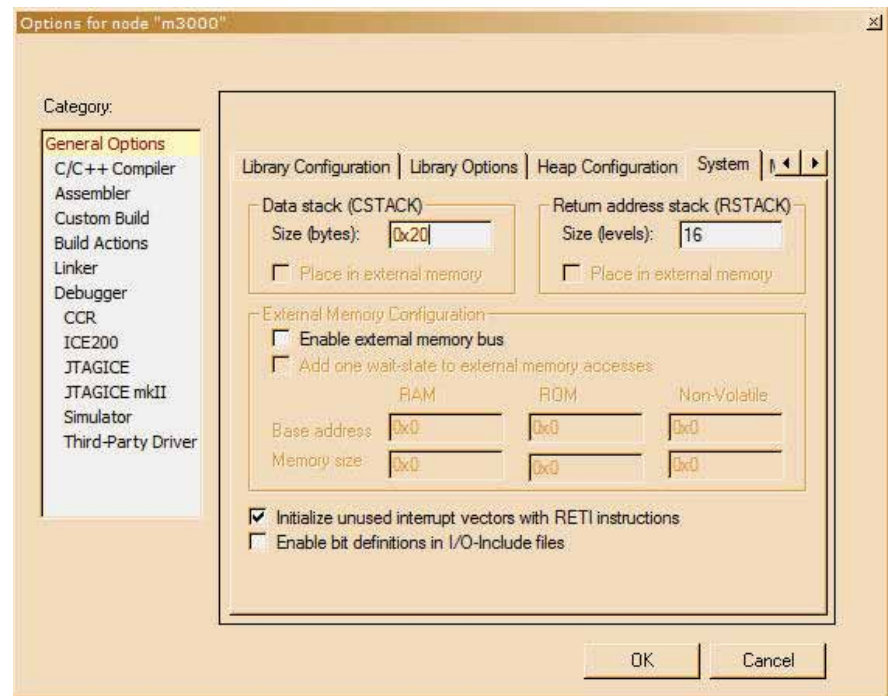 Options for node "m3000"
Category:
General Options
C/C++ Compiler
Assembler
Custom Build
Build Actions
Linker
Debugger
CCR
ICE200
JTAGICE
JTAGICE mkII
Simulator
Third-Party Driver
Library Configuration Library Options Heap Configuration System
Data stack (CSTACK) Return address stack (RSTACK)
Size (bytes): 0x20 Size (levels): 16
Place in external memory Place in external memory
External Memory Configuration
Enable external memory bus
Add one wait-state to external memory accesses
RAM ROM Non-Volatile
Base address 0x0 0x0 0x0
Memory size 0x0 0x0 0x0
Initialize unused interrupt vectors with RETI instructions
Enable bit definitions in I/O-Include files
OK Cancel